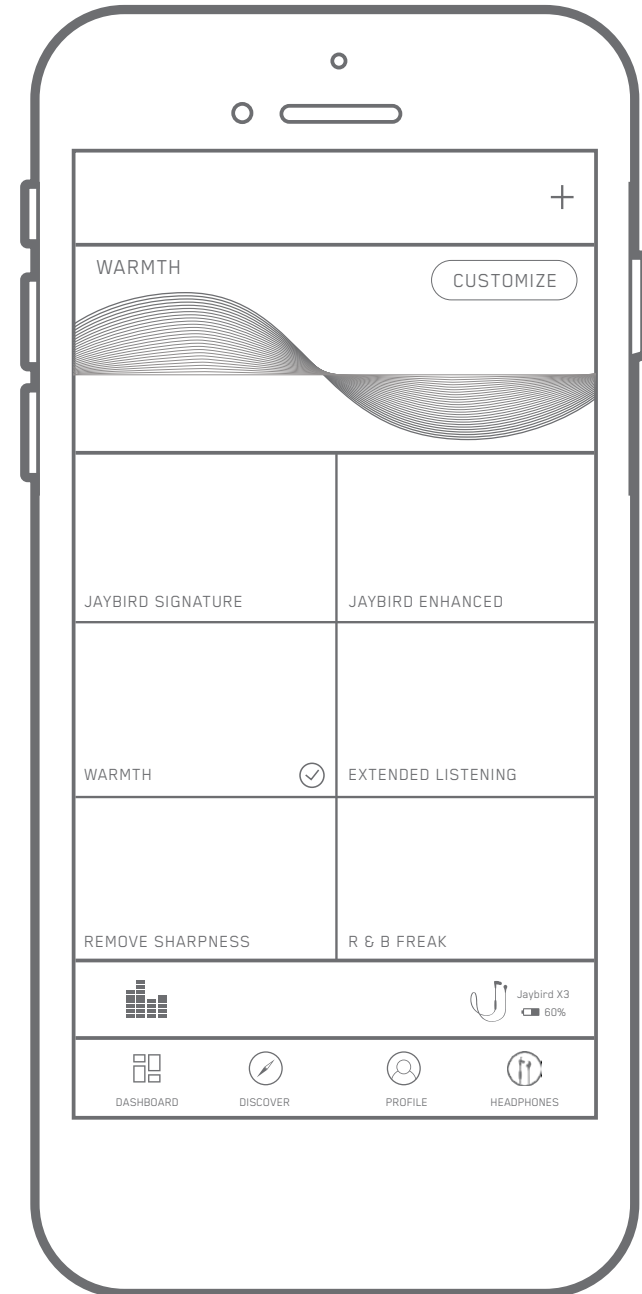 WARMTH
CUSTOMIZE
JAYBIRD SIGNATURE
JAYBIRD ENHANCED
WARMTH
EXTENDED LISTENING
REMOVE SHARPNESS
R & B FREAK
Jaybird X3
60%
DASHBOARD
DISCOVER
PROFILE
HEADPHONES